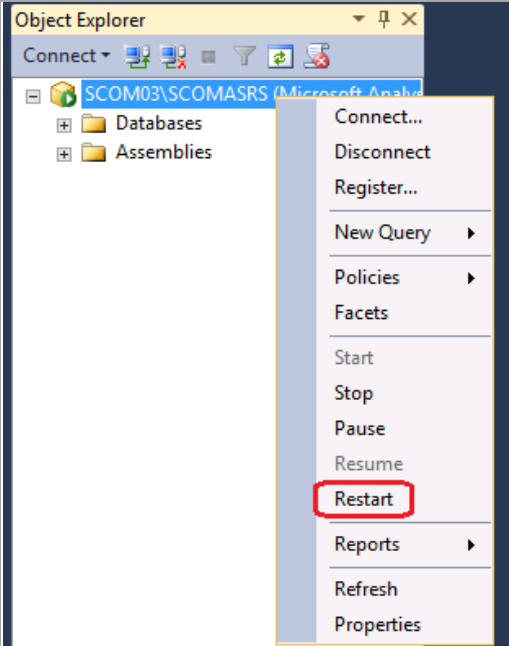 Object Explorer
Connect
SCOM03\SCOMASRS (Microsoft Analys
Databases
Assemblies
Connect...
Disconnect
Register...
New Query
Policies
Facets
Start
Stop
Pause
Resume
Restart
Reports
Refresh
Properties